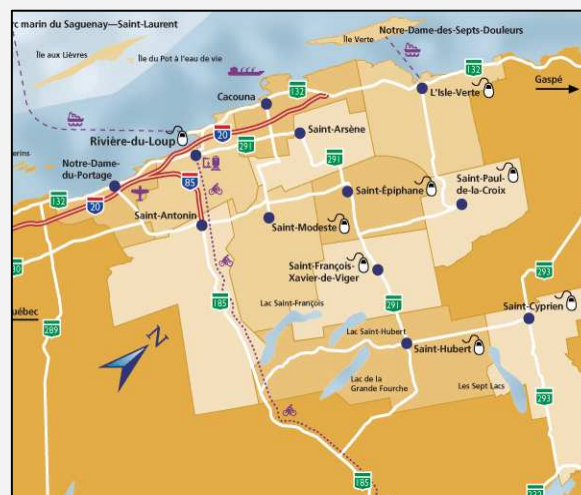 rc marin du Saguenay—Saint-Laurent
Notre-Dame-des-Septs-Douleurs
Île aux Lièvres
Île du Pot à l'eau de vie
Île Verte
132
Gaspé
132
Cacouna
L'Isle-Verte
20
Rivière-du-Loup
291
Saint-Arsène
erins
Notre-Dame-
du-Portage
291
85
132
20
Saint-Antonin
Saint-Épiphane
Saint-Paul-
de-la-Croix
Saint-Modeste
Saint-François-
Xavier-de-Viger
293
185
Lac Saint-François
291
Saint-Cyprien
uébec
289
Lac Saint-Hubert
Saint-Hubert
N
Lac de la
Grande Fourche
Les Sept Lacs
293
185